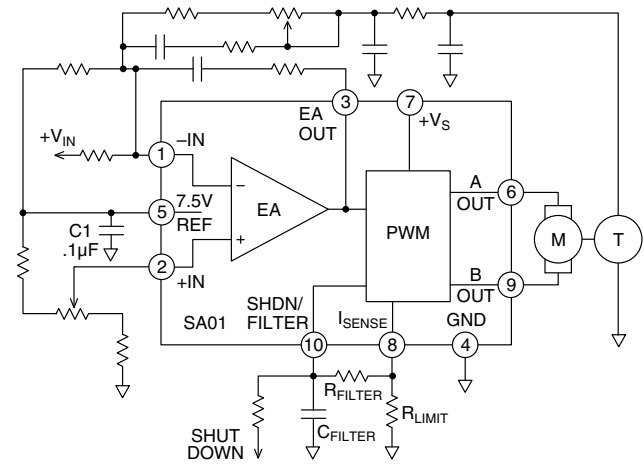 3
7
EA
OUT
+VS
+VIN
1
–IN
A
OUT
6
5
7.5V
REF
EA
PWM
M
T
C1
.1µF
2
+IN
B
OUT
9
SHDN/
FILTER
ISENSE
GND
SA01
10
8
4
RFILTER
RLIMIT
CFILTER
SHUT
DOWN
–
+